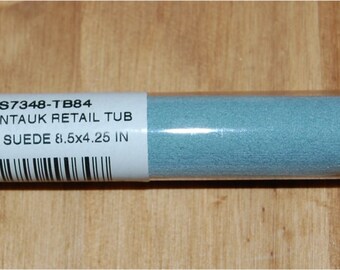 S7348-TB84
NTAUK RETAIL TUB
SUEDE 8.5x4.25 IN